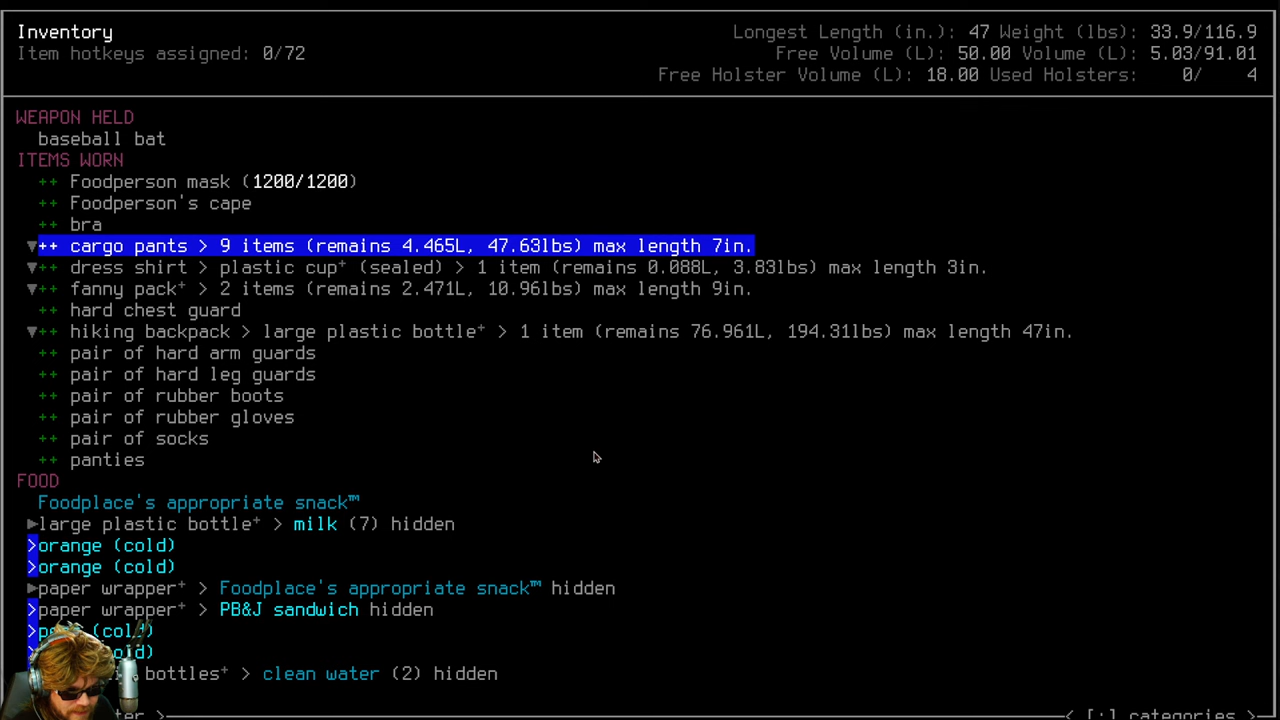 Inventory
Item hotkeys assigned: 0/72
Longest Length (in.): 47 Weight (lbs): 33.9/116.9
Free Volume (L): 50.00 Volume (L): 5.03/91.01
Free Holster Volume (L): 18.00 Used Holsters: 0/ 4
WEAPON HELD
baseball bat
ITEMS WORN
++ Foodperson mask (1200/1200)
++ Foodperson's cape
++ bra
▼++ cargo pants > 9 items (remains 4.465L, 47.63lbs) max length 7in.
▼++ dress shirt > plastic cup⁺ (sealed) > 1 item (remains 0.088L, 3.83lbs) max length 3in.
▼++ fanny pack⁺ > 2 items (remains 2.471L, 10.96lbs) max length 9in.
++ hard chest guard
▼++ hiking backpack > large plastic bottle⁺ > 1 item (remains 76.961L, 194.31lbs) max length 47in.
++ pair of hard arm guards
++ pair of hard leg guards
++ pair of rubber boots
++ pair of rubber gloves
++ pair of socks
++ panties
FOOD
Foodplace's appropriate snack™
▶large plastic bottle⁺ > milk (7) hidden
>orange (cold)
>orange (cold)
▶paper wrapper⁺ > Foodplace's appropriate snack™ hidden
>paper wrapper⁺ > PB&J sandwich hidden
(cold)
bottles⁺ > clean water (2) hidden
< [:] categories >